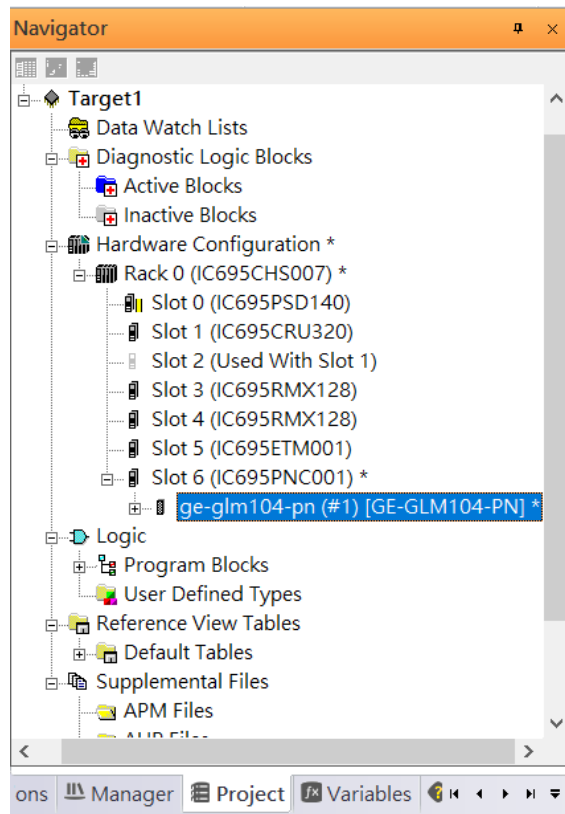 Navigator
Target1
Data Watch Lists
Diagnostic Logic Blocks
Active Blocks
Inactive Blocks
Hardware Configuration *
Rack 0 (IC695CHS007) *
Slot 0 (IC695PSD140)
Slot 1 (IC695CRU320)
Slot 2 (Used With Slot 1)
Slot 3 (IC695RMX128)
Slot 4 (IC695RMX128)
Slot 5 (IC695ETM001)
Slot 6 (IC695PNC001) *
ge-glm104-pn (#1) [GE-GLM104-PN] *
Logic
Program Blocks
User Defined Types
Reference View Tables
Default Tables
Supplemental Files
APM Files
ons Manager Project Variables